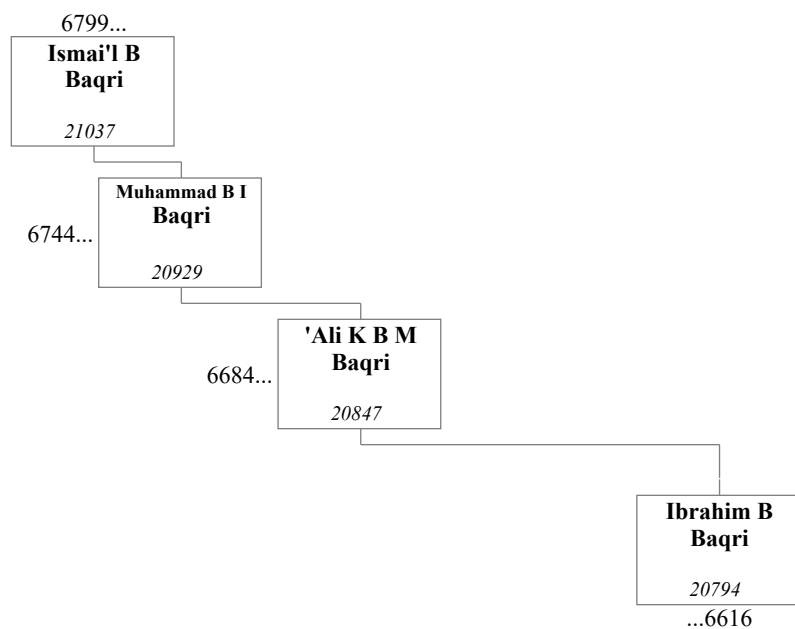 6799...
Ismai'l B
Baqri
21037
Muhammad B I
Baqri
6744...
20929
'Ali K B M
Baqri
6684...
20847
Ibrahim B
Baqri
20794
...6616